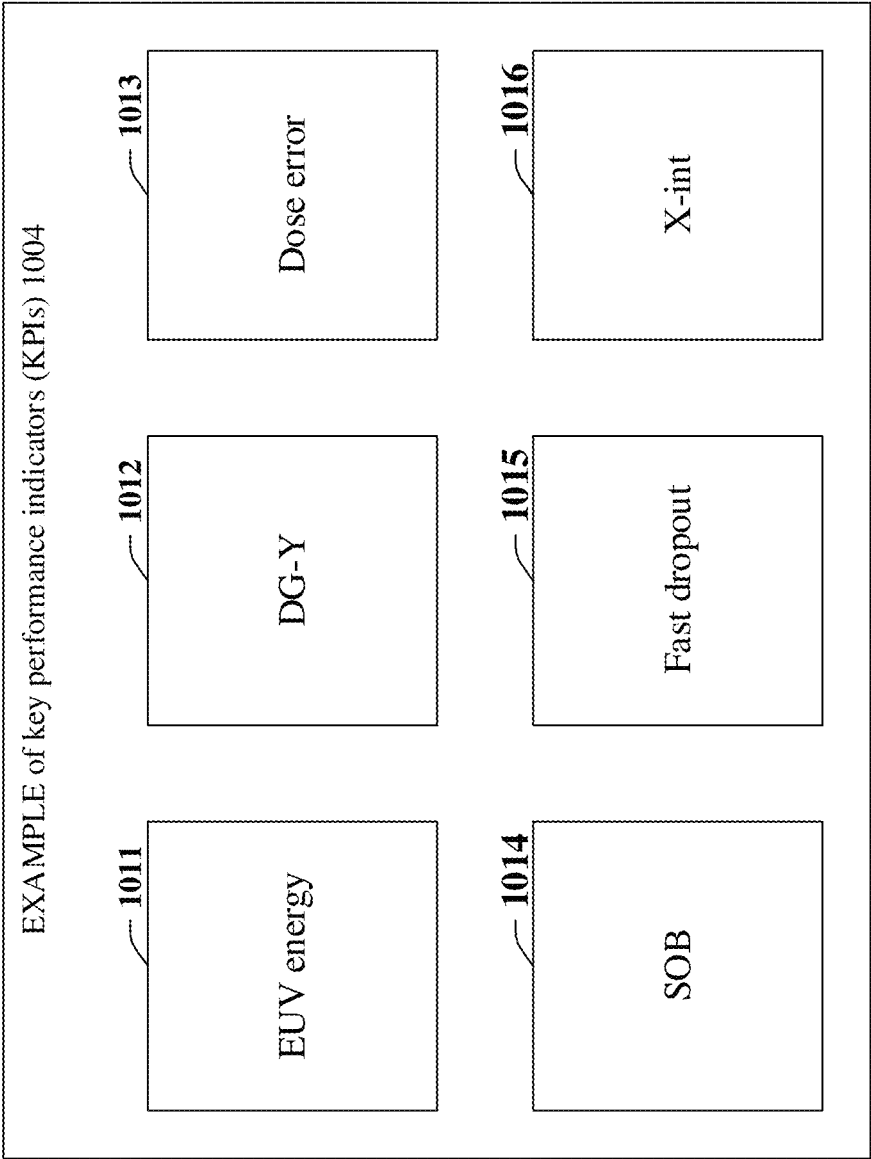 EXAMPLE of key performance indicators (KPIs) 1004
1011
EUV energy
1012
DG-Y
1013
Dose error
1014
SOB
1015
Fast dropout
1016
X-int